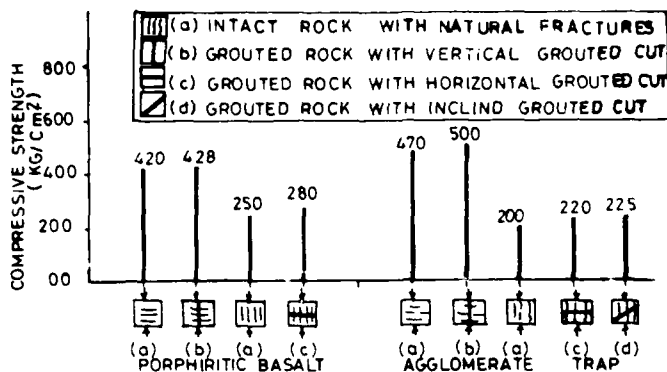 (a) INTACT ROCK WITH NATURAL FRACTURES
(b) GROUTED ROCK WITH VERTICAL GROUTED CUT
(c) GROUTED ROCK WITH HORIZONTAL GROUTED CUT
(d) GROUTED ROCK WITH INCLIND GROUTED CUT
COMPRESSIVE STRENGTH
(KG/Cm2)
800
600
400
200
00
420 428 250 280 470 500 200 220 225
(a) (b) (a) (c) (a) (b) (a) (c) (d)
PORPHIRITIC BASALT AGGLOMERATE TRAP